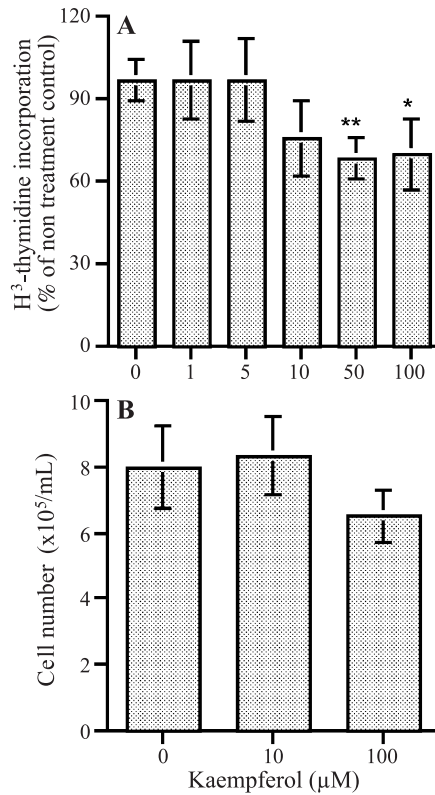 A
H³-thymidine incorporation
(% of non treatment control)
120
90
60
30
0
**
*
0 1 5 10 50 100
B
Cell number (x10⁵/mL)
10
8
6
4
2
0
0 10 100
Kaempferol (µM)